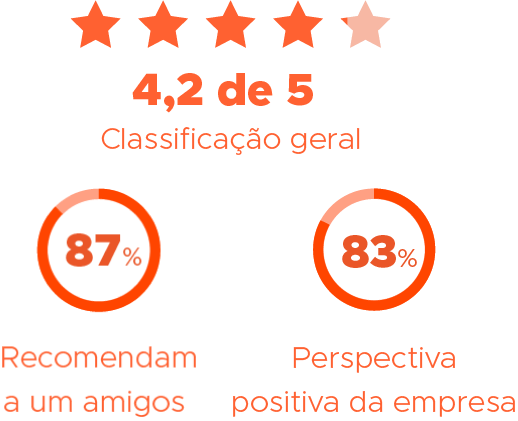 4,2 de 5
Classificação geral
87%
83%
Recomendam
a um amigos
Perspectiva
positiva da empresa